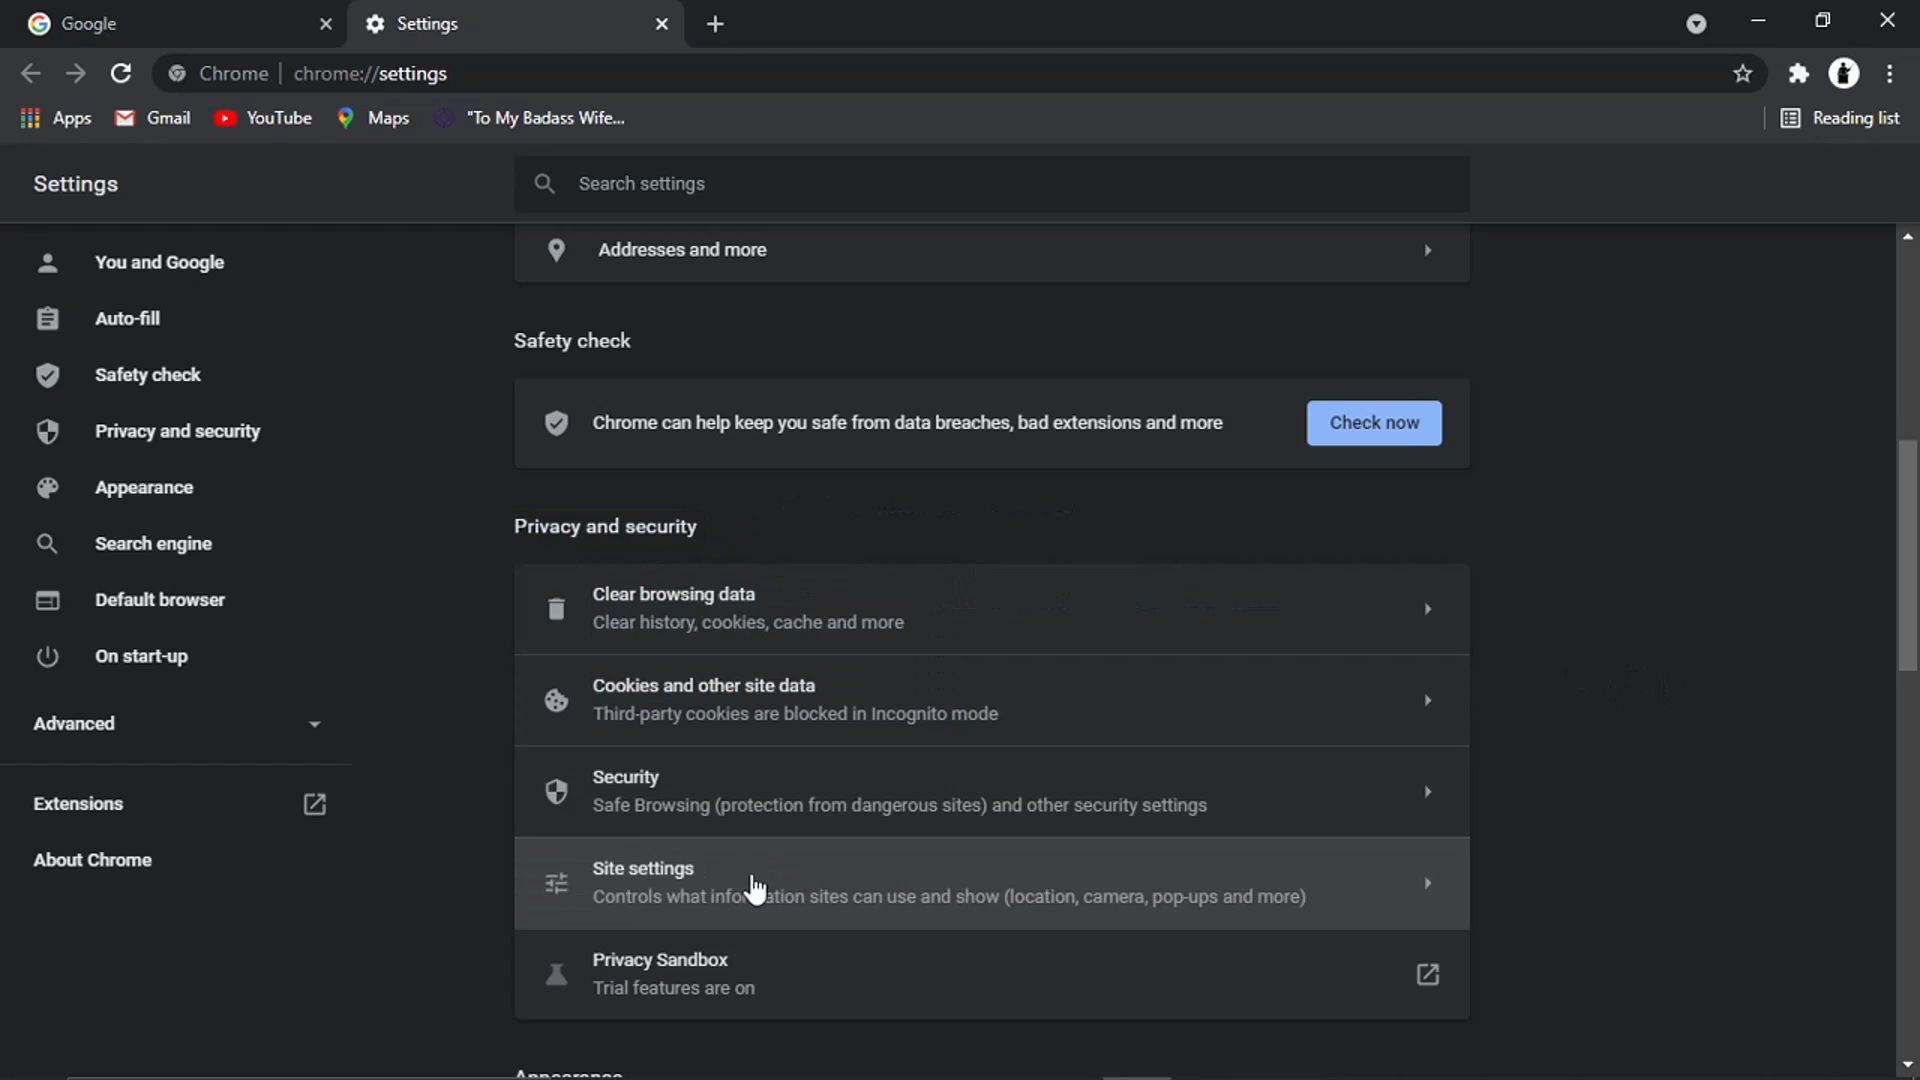 Google
Settings
Chrome | chrome://settings
Apps
Gmail
YouTube
Maps
"To My Badass Wife...
Reading list
Settings
Search settings
You and Google
Auto-fill
Safety check
Privacy and security
Appearance
Search engine
Default browser
On start-up
Advanced
Extensions
About Chrome
Addresses and more
Safety check
Chrome can help keep you safe from data breaches, bad extensions and more
Check now
Privacy and security
Clear browsing data
Clear history, cookies, cache and more
Cookies and other site data
Third-party cookies are blocked in Incognito mode
Security
Safe Browsing (protection from dangerous sites) and other security settings
Site settings
Controls what information sites can use and show (location, camera, pop-ups and more)
Privacy Sandbox
Trial features are on
Appearance